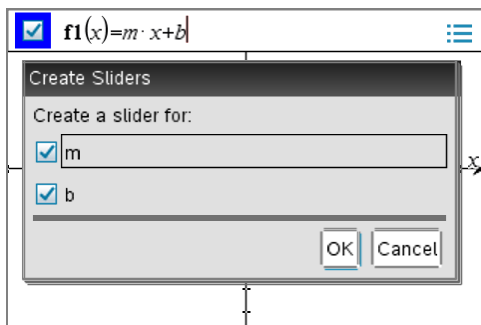 f1(x)=m· x+b
Create Sliders
Create a slider for:
m
x
b
OK Cancel